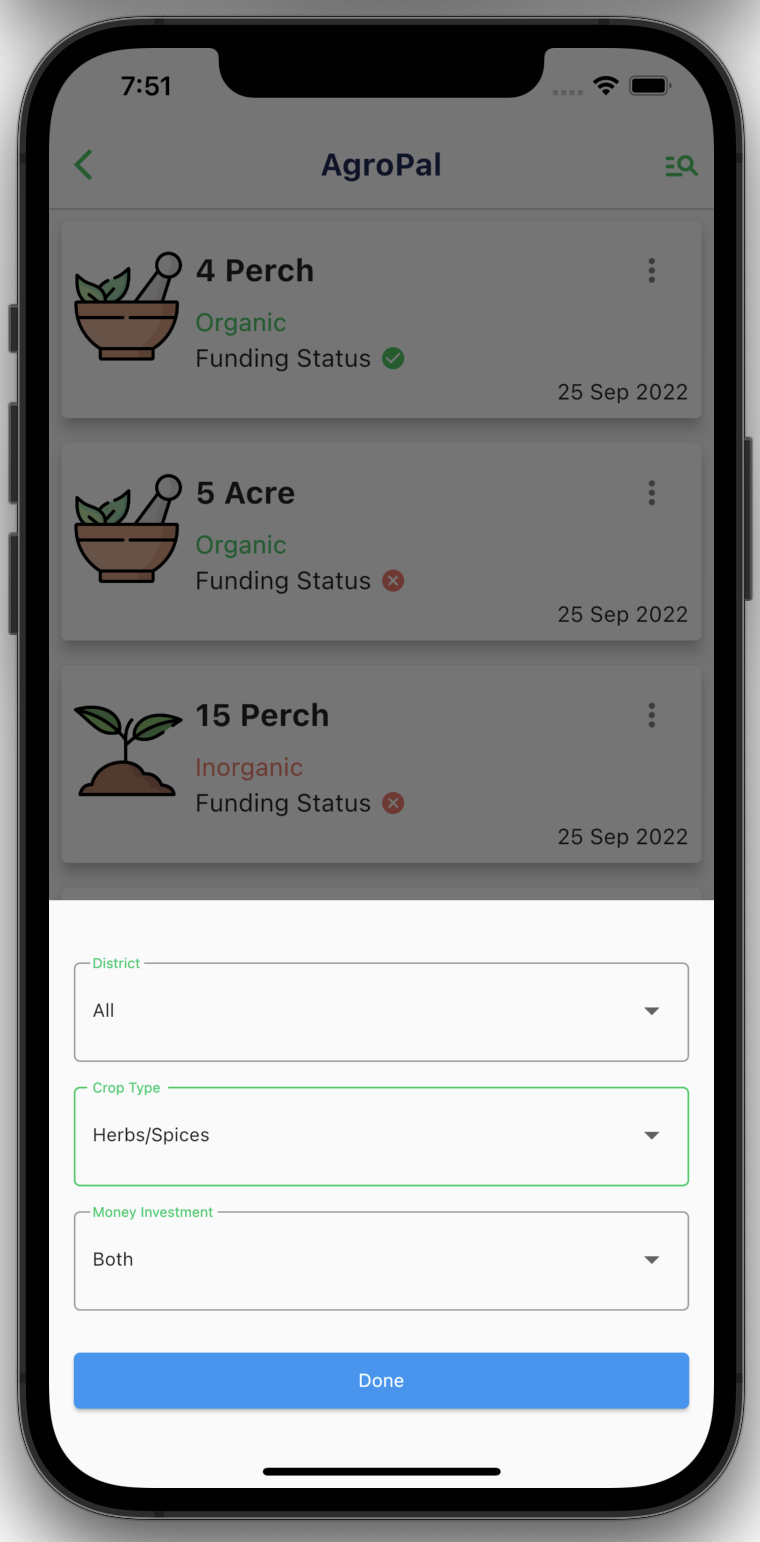 7:51
AgroPal
4 Perch
Organic
Funding Status
25 Sep 2022
5 Acre
Organic
Funding Status
25 Sep 2022
15 Perch
Inorganic
Funding Status
25 Sep 2022
District
All
Crop Type
Herbs/Spices
Money Investment
Both
Done